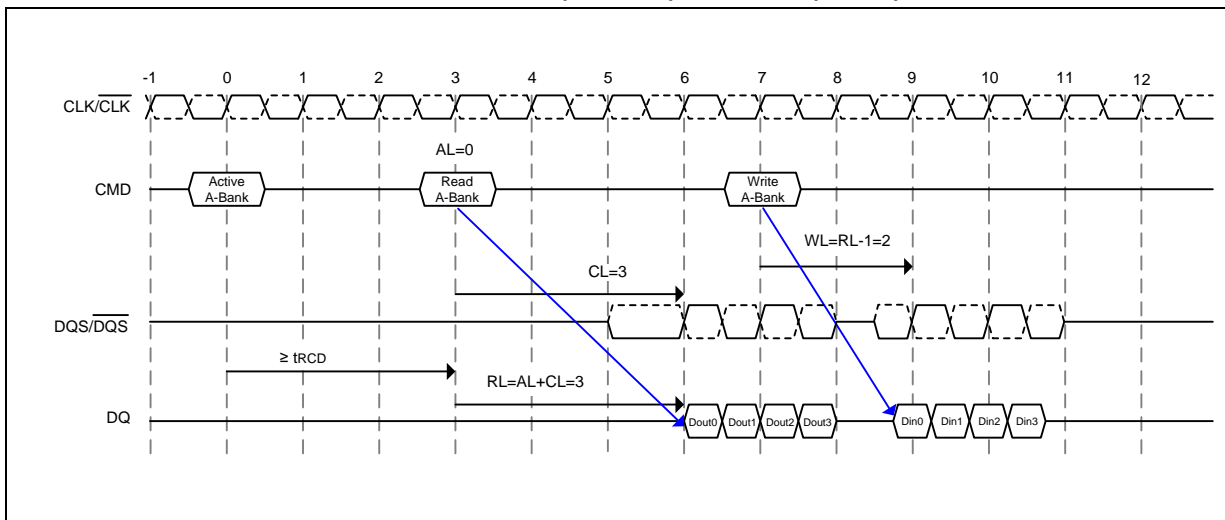 -1 0 1 2 3 4 5 6 7 8 9 10 11 12
CLK/CLK
AL=0
CMD
Active
A-Bank
Read
A-Bank
Write
A-Bank
WL=RL-1=2
CL=3
DQS/DQS
≥ tRCD
RL=AL+CL=3
DQ
Dout0 Dout1 Dout2 Dout3 Din0 Din1 Din2 Din3